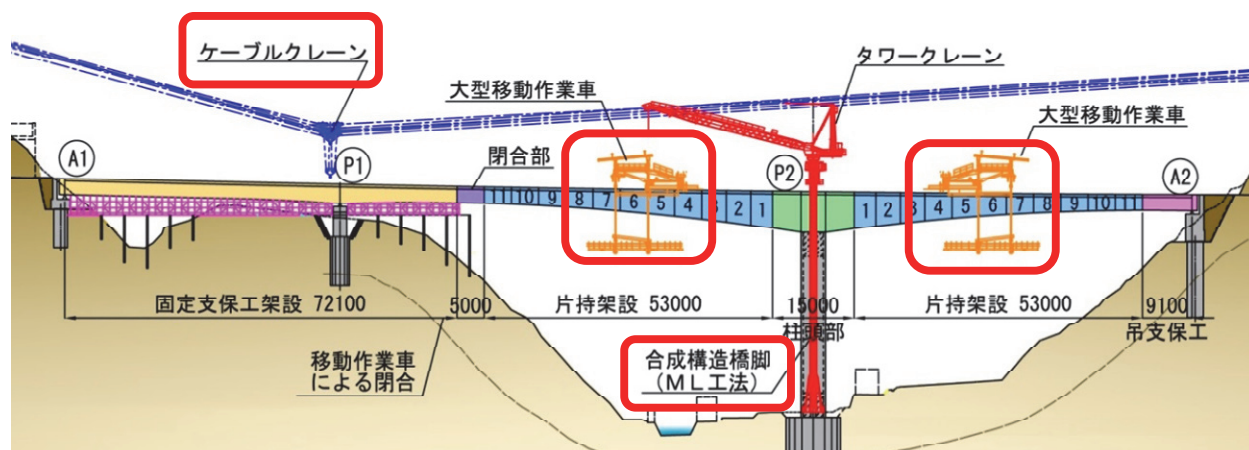 ケーブルクレーン
タワークレーン
大型移動作業車
大型移動作業車
A1
P1
閉合部
P2
A2
11 10 9 8 7 6 5 4 3 2 1
1 2 3 4 5 6 7 8 9 10 11
固定支保工架設 72100
5000
片持架設 53000
15000
片持架設 53000
9100
柱頭部
吊支保工
移動作業車
による閉合
合成構造橋脚
(ML工法)